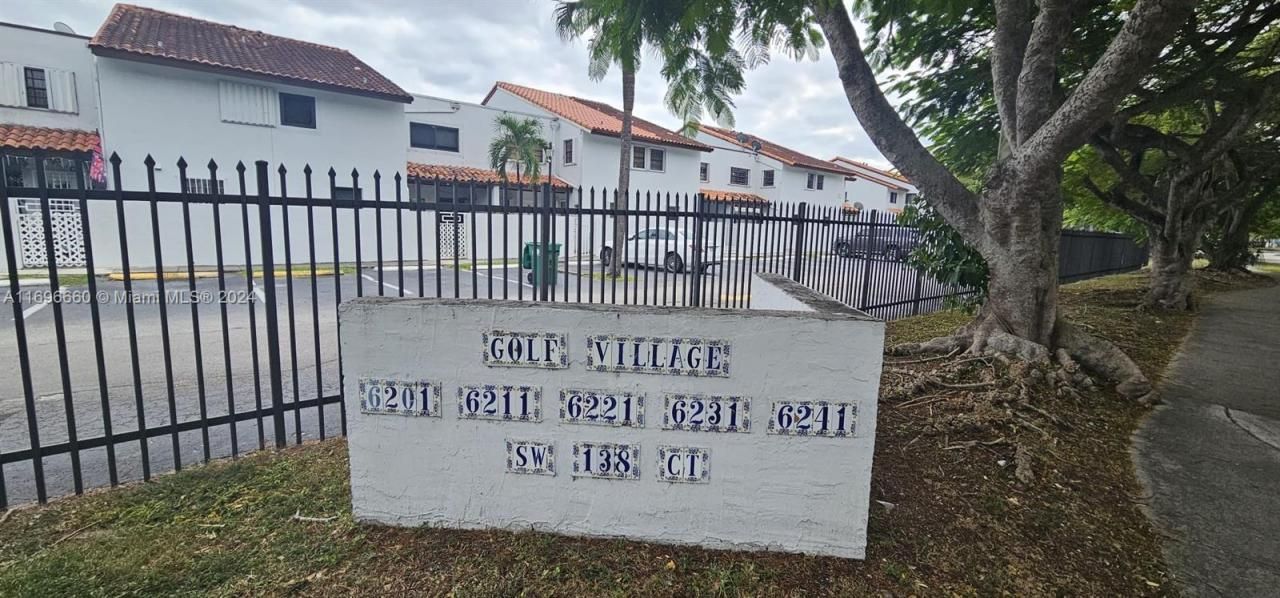 GOLF VILLAGE
6201 6211 6221 6231 6241
SW 138 CT
A11696660 © Miami MLS 2024